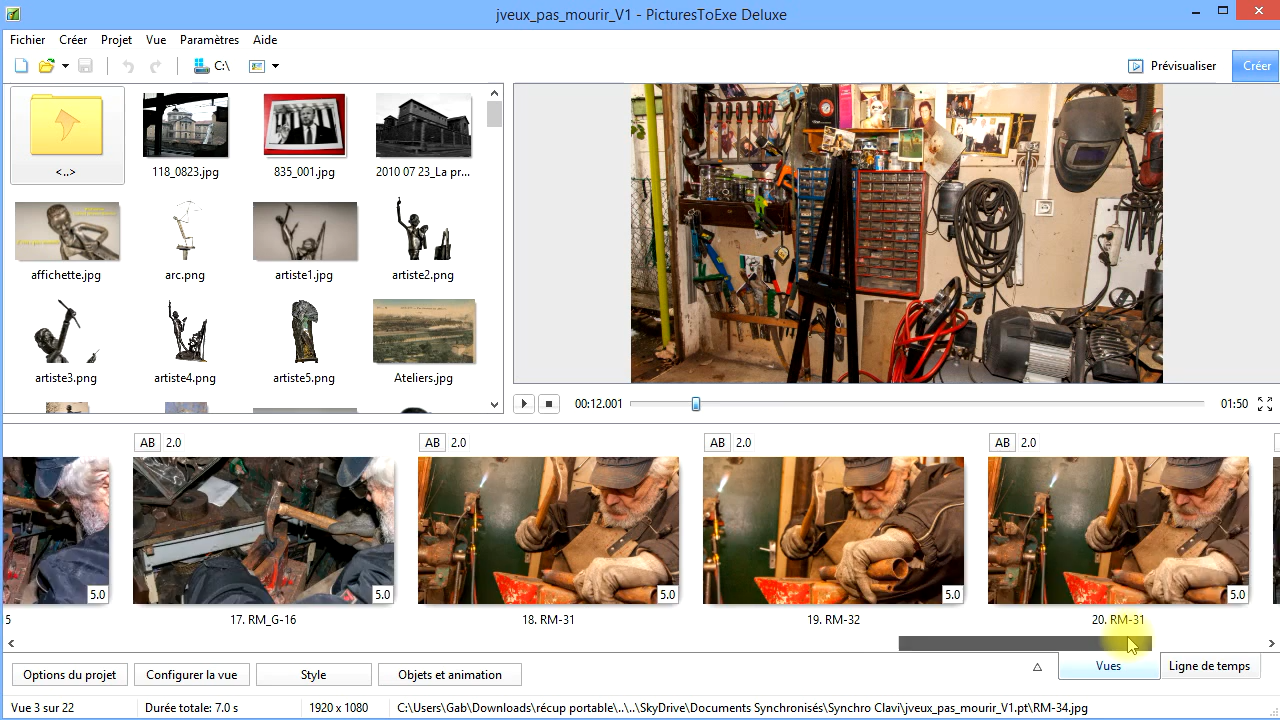 jveux_pas_mourir_V1 - PicturesToExe Deluxe
Fichier Créer Projet Vue Paramètres Aide
C:\ Prévisualiser Créer
<..> 118_0823.jpg 835_001.jpg 2010 07 23_La pr...
affichette.jpg arc.png artiste1.jpg artiste2.png
artiste3.png artiste4.png artiste5.png Ateliers.jpg
00:12.001 01:50
AB 2.0 AB 2.0 AB 2.0 AB 2.0
5.0 5.0 5.0 5.0 5.0
5 17. RM_G-16 18. RM-31 19. RM-32 20. RM-31
Options du projet Configurer la vue Style Objets et animation Vues Ligne de temps
Vue 3 sur 22 Durée totale: 7.0 s 1920 x 1080 C:\Users\Gab\Downloads\récup portable\..\..\SkyDrive\Documents Synchronisés\Synchro Clavi\jveux_pas_mourir_V1.pt\RM-34.jpg